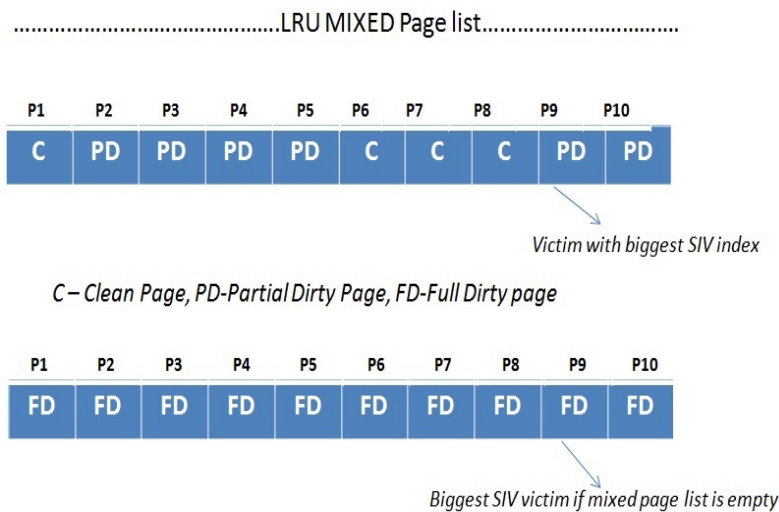 ………………………………………….LRU MIXED Page list…………………………….
P1 P2 P3 P4 P5 P6 P7 P8 P9 P10
C PD PD PD PD C C C PD PD
Victim with biggest SIV index
C – Clean Page, PD-Partial Dirty Page, FD-Full Dirty page
P1 P2 P3 P4 P5 P6 P7 P8 P9 P10
FD FD FD FD FD FD FD FD FD FD
Biggest SIV victim if mixed page list is empty